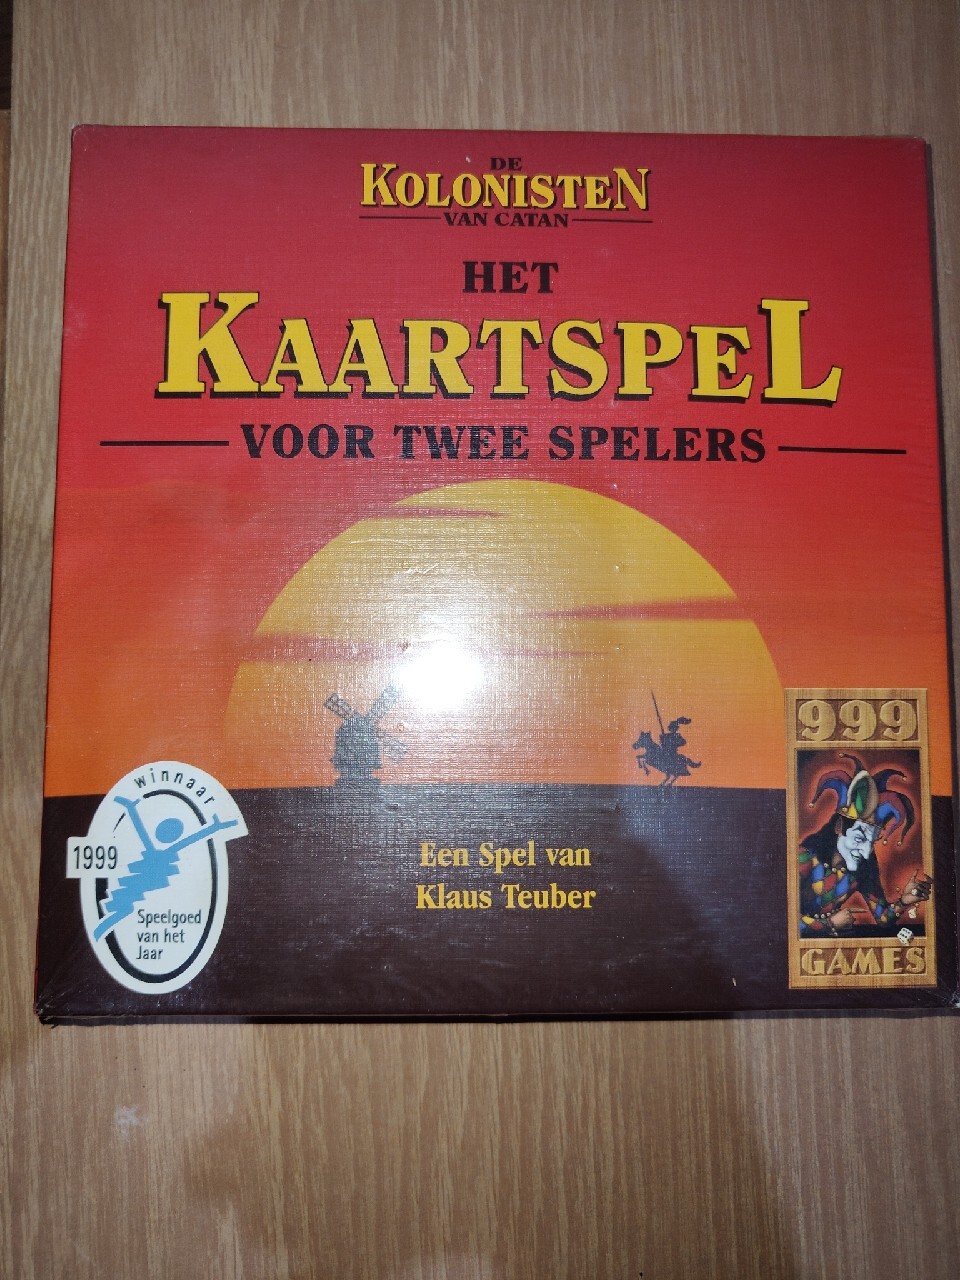 DE
KOLONISTEN
VAN CATAN
HET
KAARTSPEL
VOOR TWEE SPELERS
winnaar
1999
Speelgoed
van het
Jaar
Een Spel van
Klaus Teuber
999
GAMES